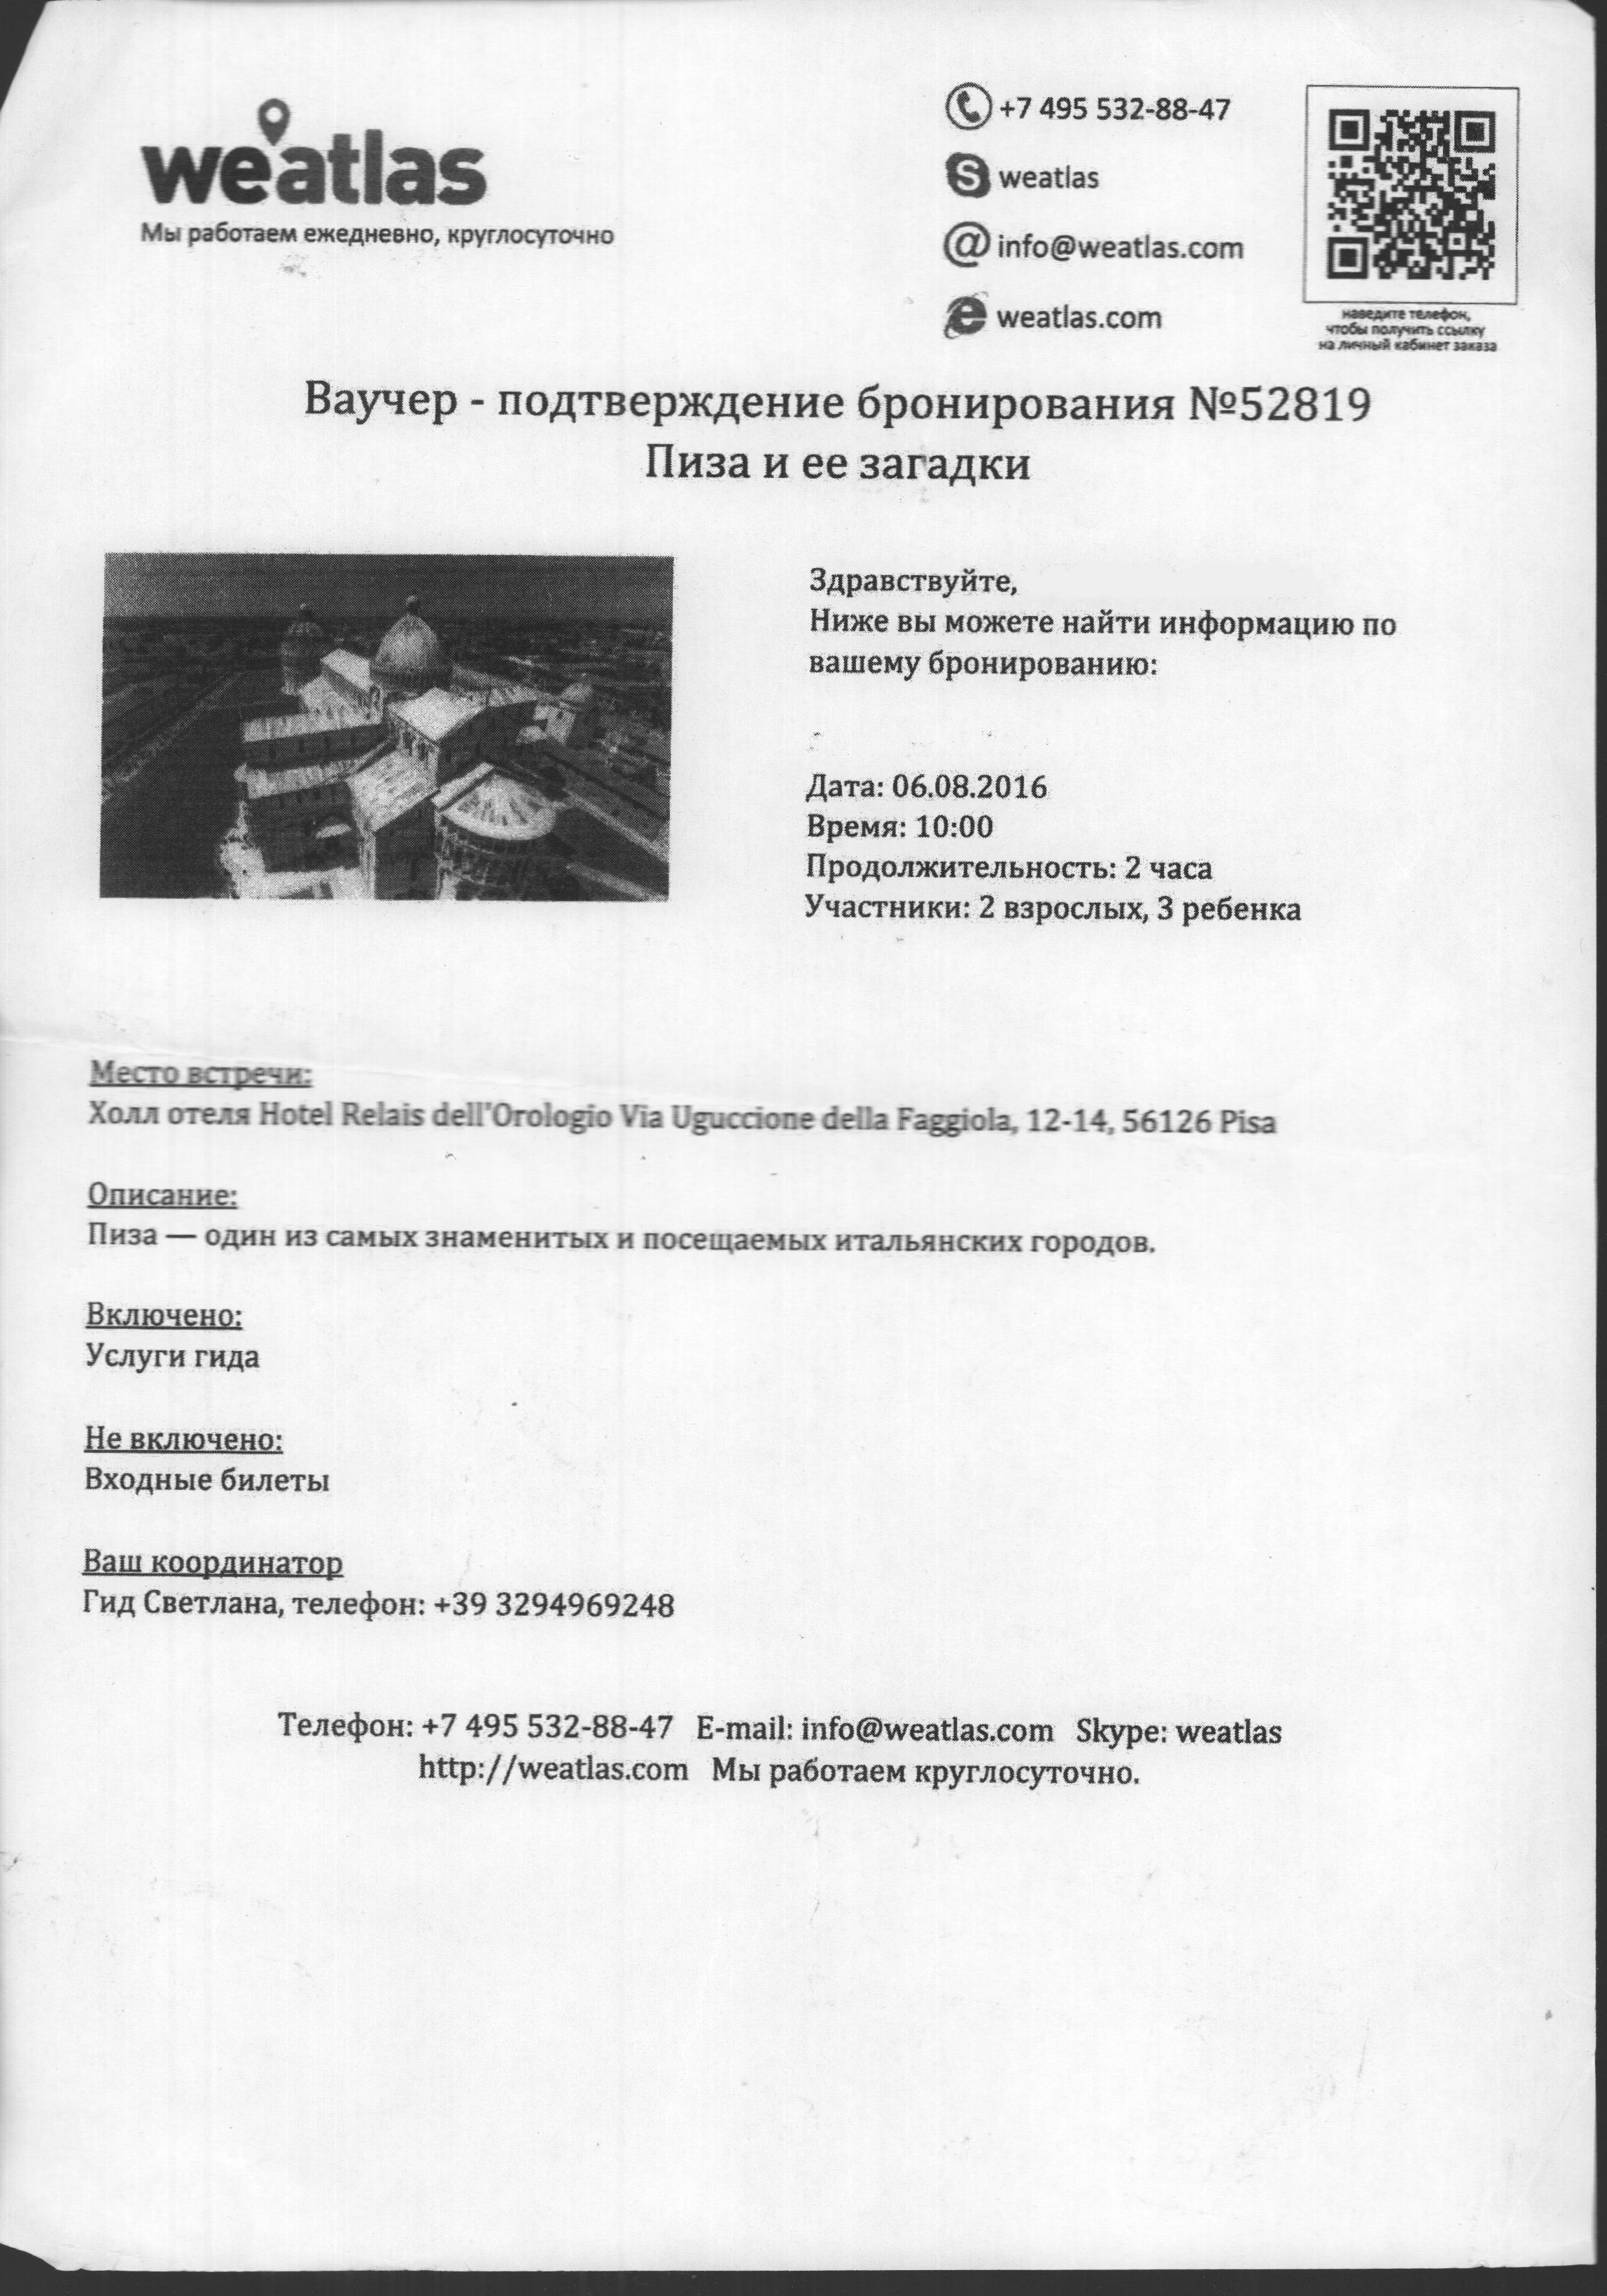 weatlas
Мы работаем ежедневно, круглосуточно
+7 495 532-88-47
weatlas
info@weatlas.com
weatlas.com
наведите телефон,
чтобы получить ссылку
на личный кабинет заказа
Ваучер - подтверждение бронирования №52819
Пиза и ее загадки
Здравствуйте,
Ниже вы можете найти информацию по
вашему бронированию:
Дата: 06.08.2016
Время: 10:00
Продолжительность: 2 часа
Участники: 2 взрослых, 3 ребенка
Место встречи:
Холл отеля Hotel Relais dell'Orologio Via Uguccione della Faggiola, 12-14, 56126 Pisa
Описание:
Пиза — один из самых знаменитых и посещаемых итальянских городов.
Включено:
Услуги гида
Не включено:
Входные билеты
Ваш координатор
Гид Светлана, телефон: +39 3294969248
Телефон: +7 495 532-88-47 E-mail: info@weatlas.com Skype: weatlas
http://weatlas.com Мы работаем круглосуточно.